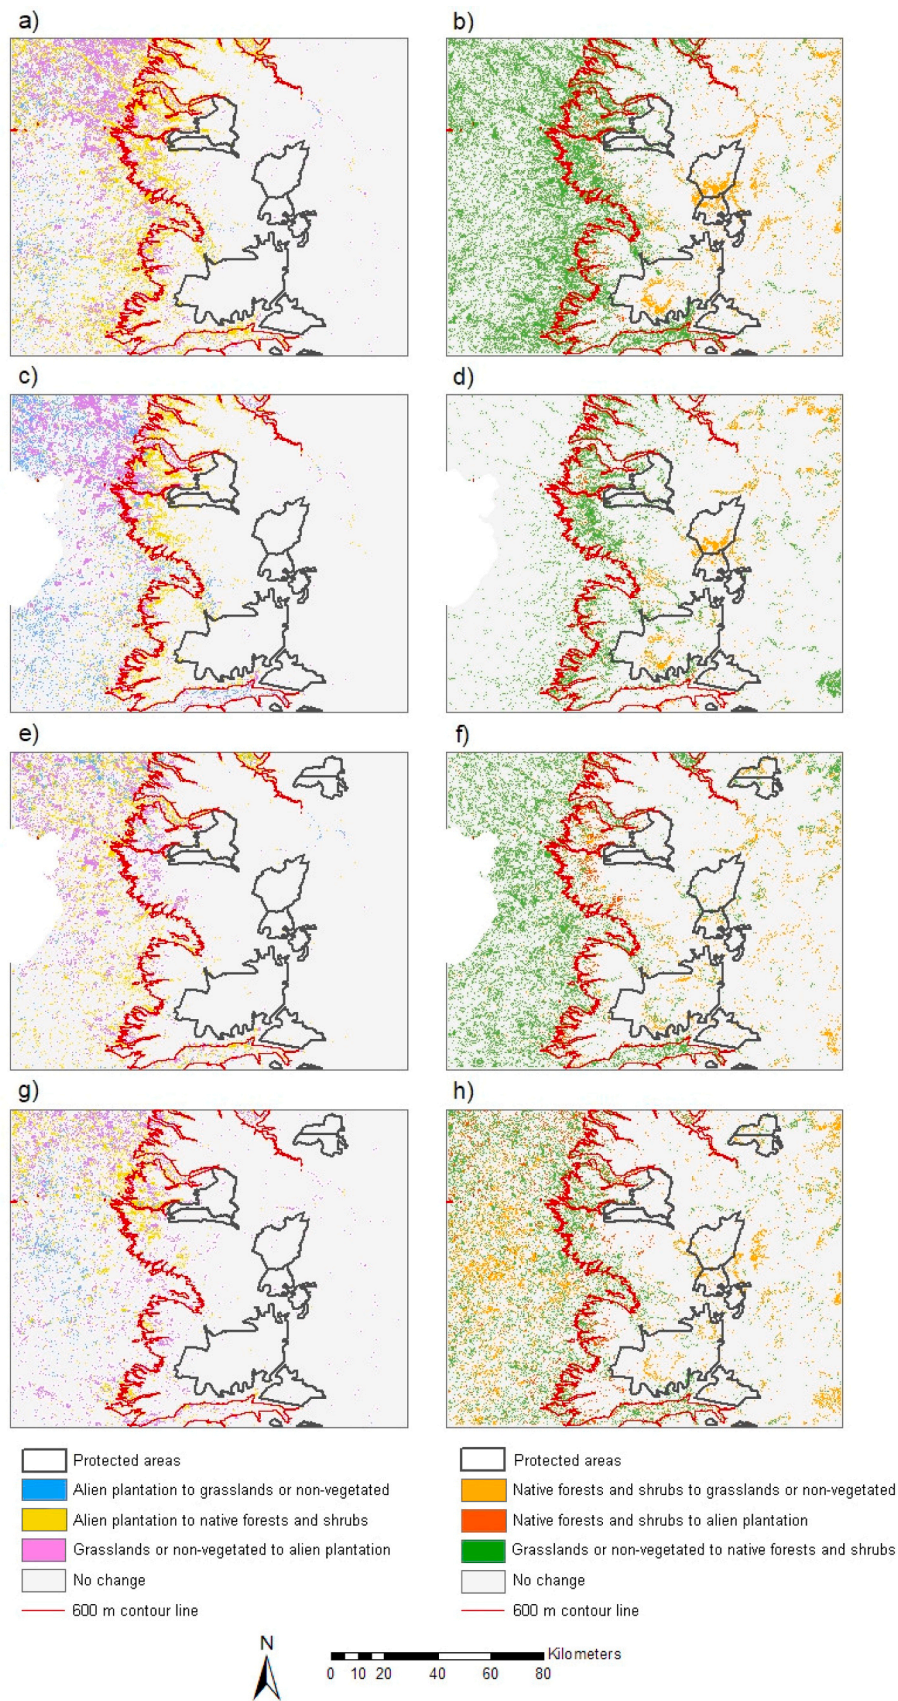 a)
b)
c)
d)
e)
f)
g)
h)
Protected areas
Alien plantation to grasslands or non-vegetated
Alien plantation to native forests and shrubs
Grasslands or non-vegetated to alien plantation
No change
600 m contour line
Protected areas
Native forests and shrubs to grasslands or non-vegetated
Native forests and shrubs to alien plantation
Grasslands or non-vegetated to native forests and shrubs
No change
600 m contour line
N
Kilometers
0 10 20 40 60 80